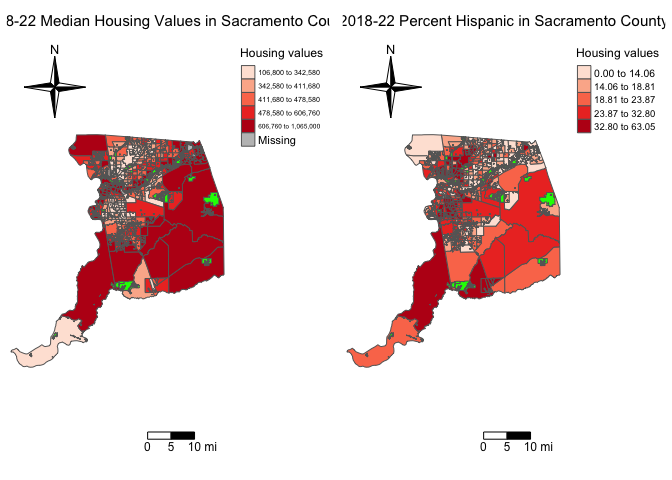 8-22 Median Housing Values in Sacramento Cou
N
Housing values
106,800 to 342,580
342,580 to 411,680
411,680 to 478,580
478,580 to 606,760
606,760 to 1,065,000
Missing
0 5 10 mi
2018-22 Percent Hispanic in Sacramento County
N
Housing values
0.00 to 14.06
14.06 to 18.81
18.81 to 23.87
23.87 to 32.80
32.80 to 63.05
0 5 10 mi